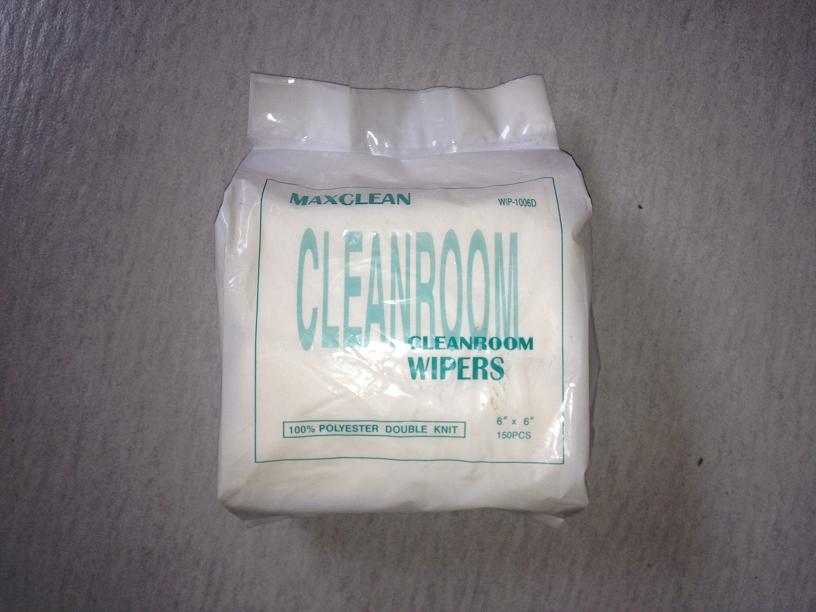 MAXCLEAN WIP-1006D
CLEANROOM
CLEANROOM
WIPERS
100% POLYESTER DOUBLE KNIT
6" x 6"
150PCS